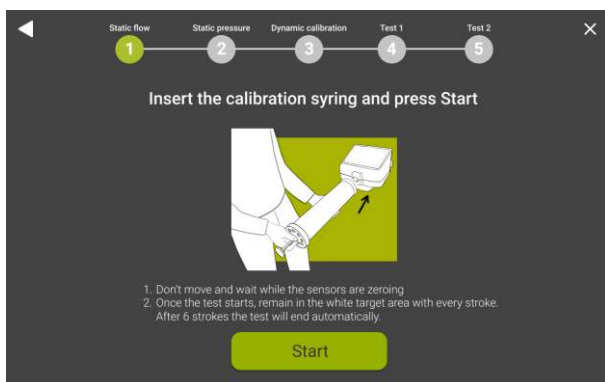 Static flow
Static pressure
Dynamic calibration
Test 1
Test 2
1
2
3
4
5
Insert the calibration syring and press Start
1. Don't move and wait while the sensors are zeroing
2. Once the test starts, remain in the white target area with every stroke.
After 6 strokes the test will end automatically.
Start